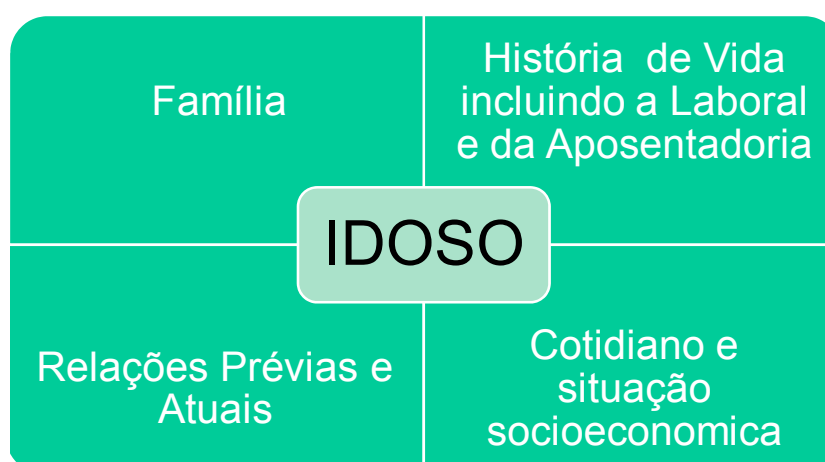 Família
História de Vida
incluindo a Laboral
e da Aposentadoria
IDOSO
Relações Prévias e
Atuais
Cotidiano e
situação
socioeconomica